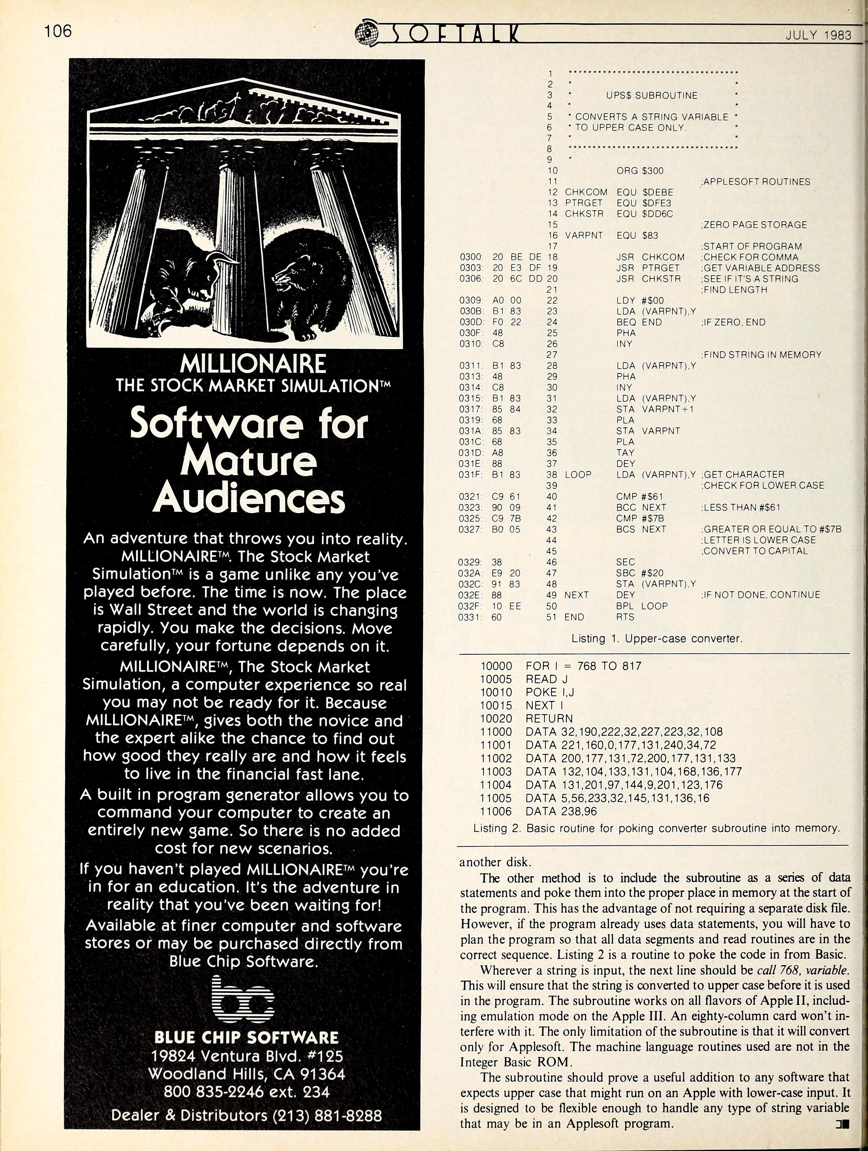 106
SOFTALK
JULY 1983
MILLIONAIRE
THE STOCK MARKET SIMULATION™
Software for
Mature
Audiences
An adventure that throws you into reality.
MILLIONAIRE™. The Stock Market
Simulation™ is a game unlike any you've
played before. The time is now. The place
is Wall Street and the world is changing
rapidly. You make the decisions. Move
carefully, your fortune depends on it.
MILLIONAIRE™, The Stock Market
Simulation, a computer experience so real
you may not be ready for it. Because
MILLIONAIRE™, gives both the novice and
the expert alike the chance to find out
how good they really are and how it feels
to live in the financial fast lane.
A built in program generator allows you to
command your computer to create an
entirely new game. So there is no added
cost for new scenarios.
If you haven't played MILLIONAIRE™ you're
in for an education. It's the adventure in
reality that you've been waiting for!
Available at finer computer and software
stores or may be purchased directly from
Blue Chip Software.
bc
BLUE CHIP SOFTWARE
19824 Ventura Blvd. #125
Woodland Hills, CA 91364
800 835-2246 ext. 234
Dealer & Distributors (213) 881-8288
1 **********************************
2 * *
3 * UPS$ SUBROUTINE *
4 * *
5 * CONVERTS A STRING VARIABLE *
6 * TO UPPER CASE ONLY. *
7 * *
8 **********************************
9 *
10 ORG $300
11 ;APPLESOFT ROUTINES
12 CHKCOM EQU $DEBE
13 PTRGET EQU $DFE3
14 CHKSTR EQU $DD6C
15 ;ZERO PAGE STORAGE
16 VARPNT EQU $83
17 ;START OF PROGRAM
0300: 20 BE DE 18 JSR CHKCOM ;CHECK FOR COMMA
0303: 20 E3 DF 19 JSR PTRGET ;GET VARIABLE ADDRESS
0306: 20 6C DD 20 JSR CHKSTR ;SEE IF IT'S A STRING
21 ;FIND LENGTH
0309: A0 00 22 LDY #$00
030B: B1 83 23 LDA (VARPNT),Y
030D: F0 22 24 BEQ END ;IF ZERO, END
030F: 48 25 PHA
0310: C8 26 INY
27 ;FIND STRING IN MEMORY
0311: B1 83 28 LDA (VARPNT),Y
0313: 48 29 PHA
0314: C8 30 INY
0315: B1 83 31 LDA (VARPNT),Y
0317: 85 84 32 STA VARPNT+1
0319: 68 33 PLA
031A: 85 83 34 STA VARPNT
031C: 68 35 PLA
031D: A8 36 TAY
031E: 88 37 DEY
031F: B1 83 38 LOOP LDA (VARPNT),Y ;GET CHARACTER
39 ;CHECK FOR LOWER CASE
0321: C9 61 40 CMP #$61
0323: 90 09 41 BCC NEXT ;LESS THAN #$61
0325: C9 7B 42 CMP #$7B
0327: B0 05 43 BCS NEXT ;GREATER OR EQUAL TO #$7B
44 ;LETTER IS LOWER CASE
45 ;CONVERT TO CAPITAL
0329: 38 46 SEC
032A: E9 20 47 SBC #$20
032C: 91 83 48 STA (VARPNT),Y
032E: 88 49 NEXT DEY ;IF NOT DONE, CONTINUE
032F: 10 EE 50 BPL LOOP
0331: 60 51 END RTS
Listing 1. Upper-case converter.
10000 FOR I = 768 TO 817
10005 READ J
10010 POKE I,J
10015 NEXT I
10020 RETURN
11000 DATA 32,190,222,32,227,223,32,108
11001 DATA 221,160,0,177,131,240,34,72
11002 DATA 200,177,131,72,200,177,131,133
11003 DATA 132,104,133,131,104,168,136,177
11004 DATA 131,201,97,144,9,201,123,176
11005 DATA 5,56,233,32,145,131,136,16
11006 DATA 238,96
Listing 2. Basic routine for poking converter subroutine into memory.
another disk.
The other method is to include the subroutine as a series of data
statements and poke them into the proper place in memory at the start of
the program. This has the advantage of not requiring a separate disk file.
However, if the program already uses data statements, you will have to
plan the program so that all data segments and read routines are in the
correct sequence. Listing 2 is a routine to poke the code in from Basic.
Wherever a string is input, the next line should be call 768, variable.
This will ensure that the string is converted to upper case before it is used
in the program. The subroutine works on all flavors of Apple II, includ-
ing emulation mode on the Apple III. An eighty-column card won't in-
terfere with it. The only limitation of the subroutine is that it will convert
only for Applesoft. The machine language routines used are not in the
Integer Basic ROM.
The subroutine should prove a useful addition to any software that
expects upper case that might run on an Apple with lower-case input. It
is designed to be flexible enough to handle any type of string variable
that may be in an Applesoft program.